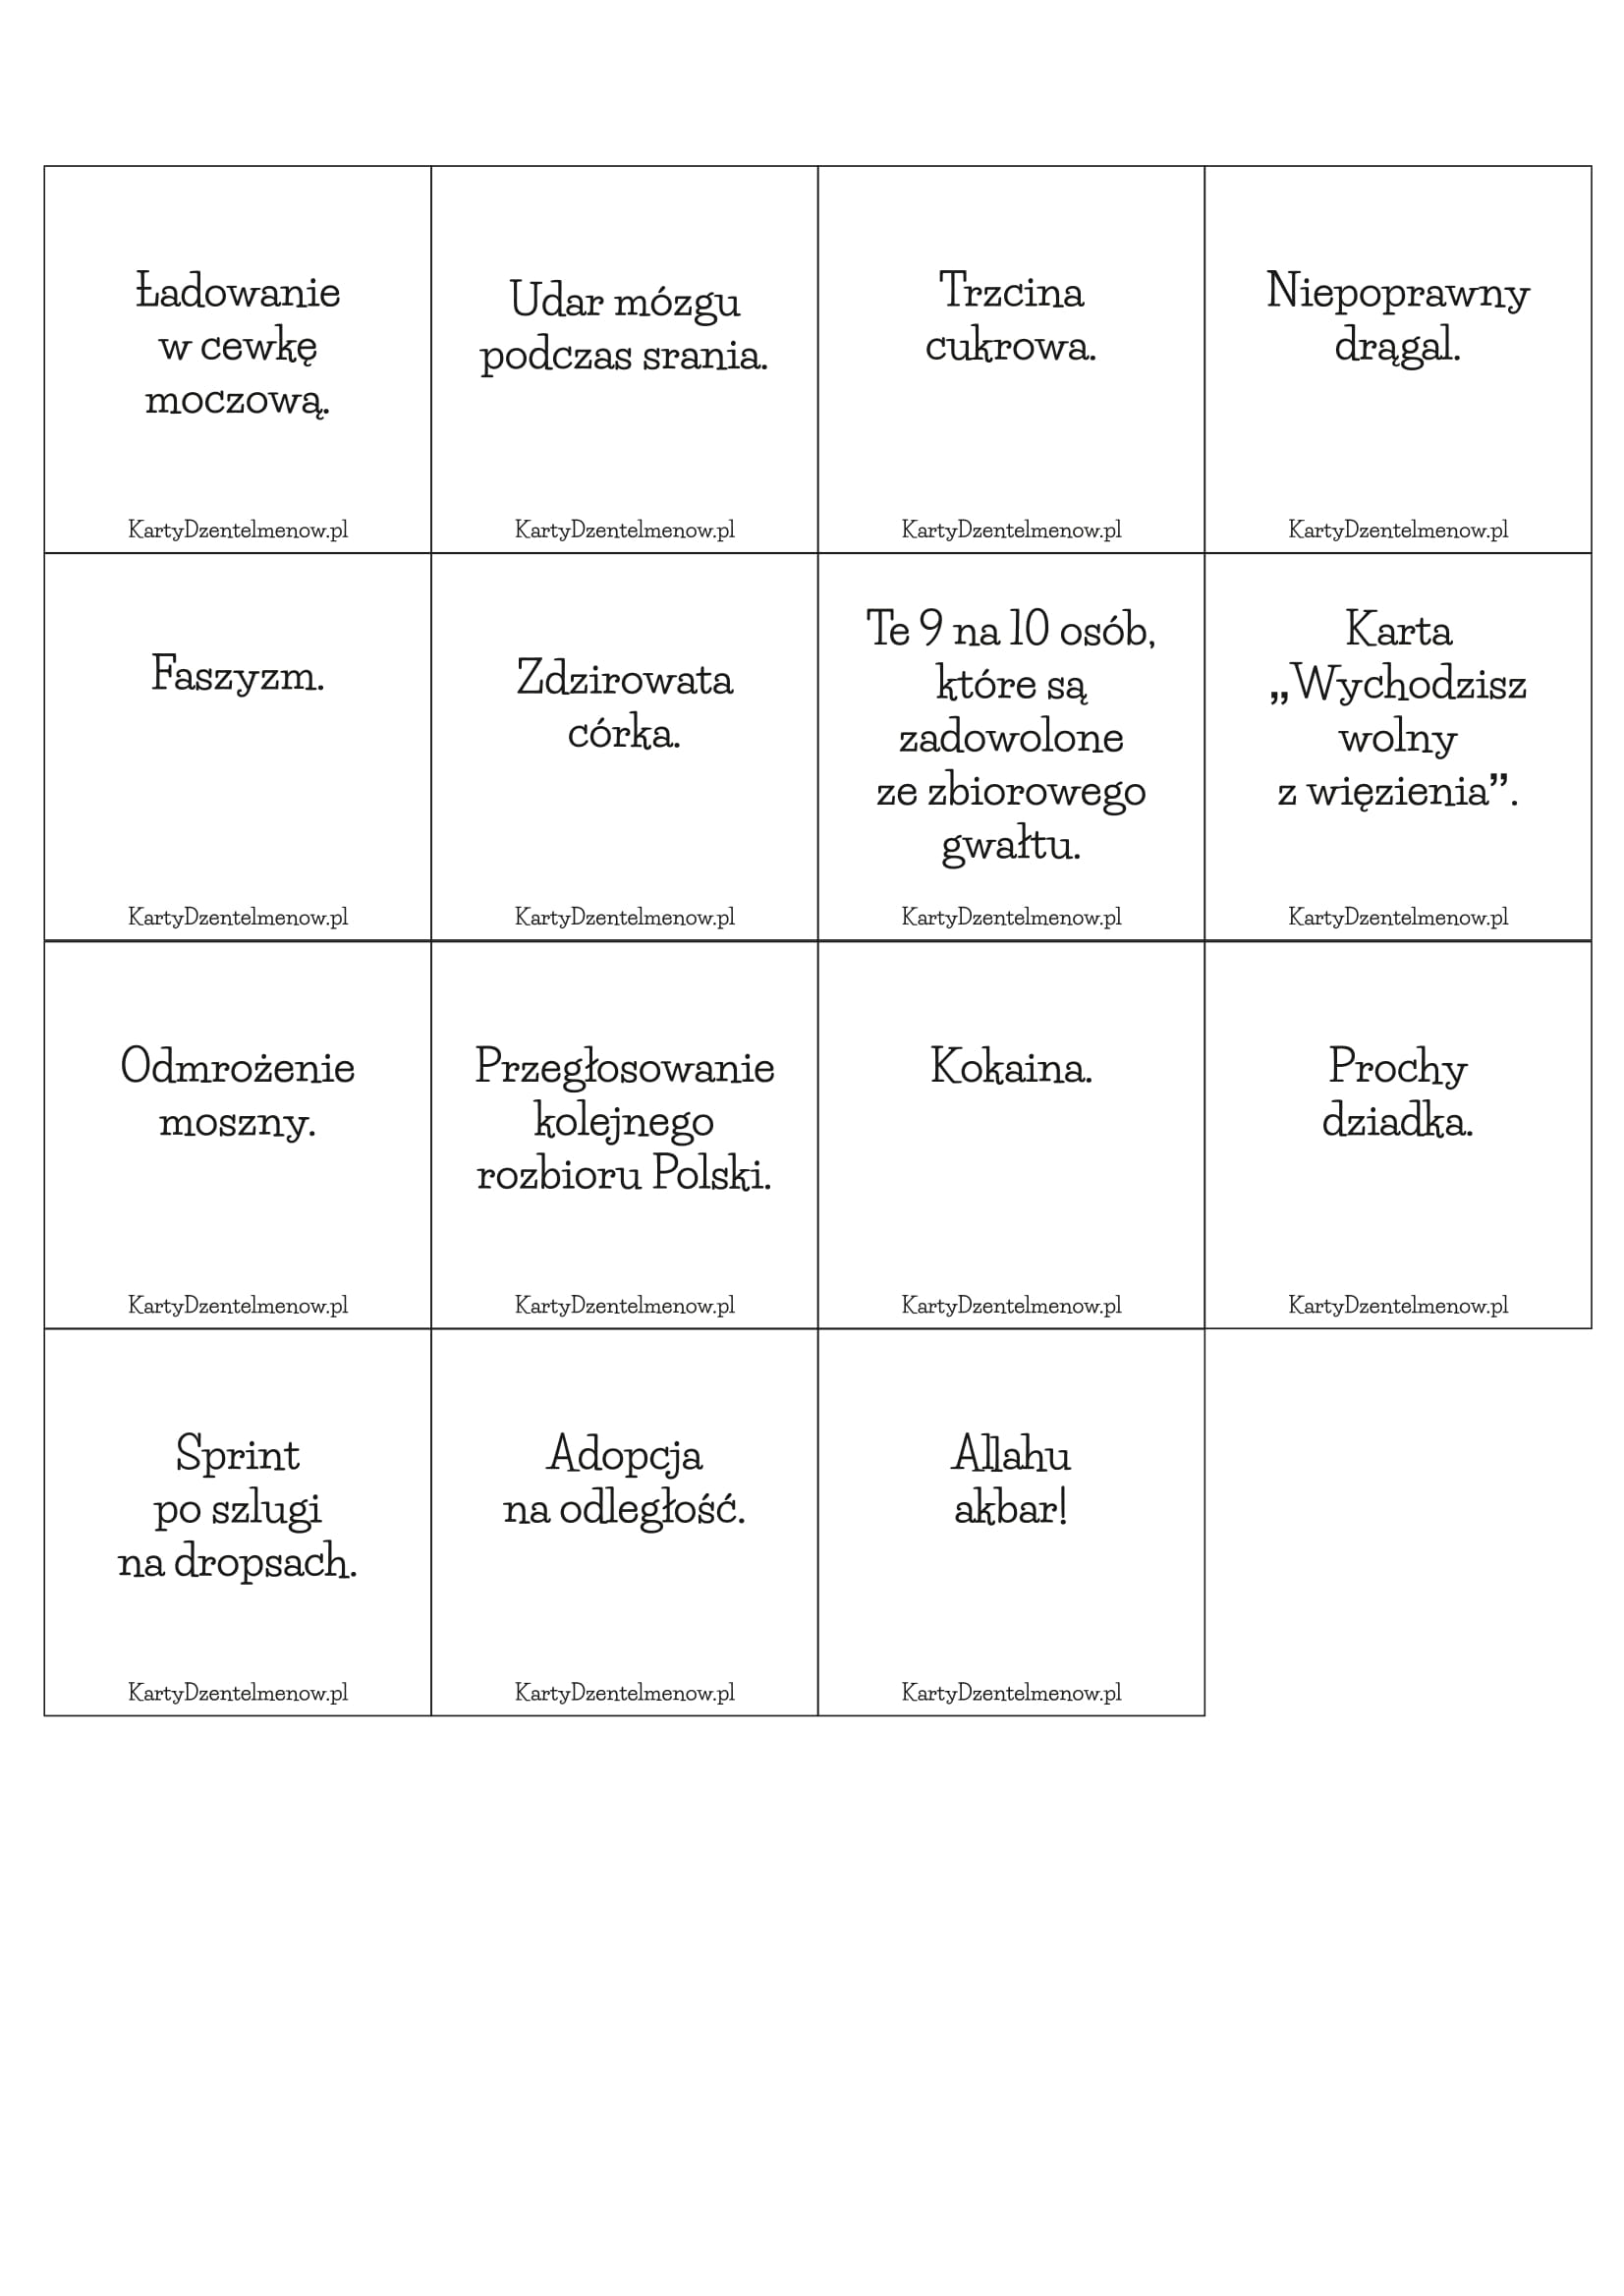 Ładowanie
w cewkę
moczową.
KartyDzentelmenow.pl
Udar mózgu
podczas srania.
KartyDzentelmenow.pl
Trzcina
cukrowa.
KartyDzentelmenow.pl
Niepoprawny
drągal.
KartyDzentelmenow.pl
Faszyzm.
KartyDzentelmenow.pl
Zdzirowata
córka.
KartyDzentelmenow.pl
Te 9 na 10 osób,
które są
zadowolone
ze zbiorowego
gwałtu.
KartyDzentelmenow.pl
Karta
„Wychodzisz
wolny
z więzienia”.
KartyDzentelmenow.pl
Odmrożenie
moszny.
KartyDzentelmenow.pl
Przegłosowanie
kolejnego
rozbioru Polski.
KartyDzentelmenow.pl
Kokaina.
KartyDzentelmenow.pl
Prochy
dziadka.
KartyDzentelmenow.pl
Sprint
po szlugi
na dropsach.
KartyDzentelmenow.pl
Adopcja
na odległość.
KartyDzentelmenow.pl
Allahu
akbar!
KartyDzentelmenow.pl